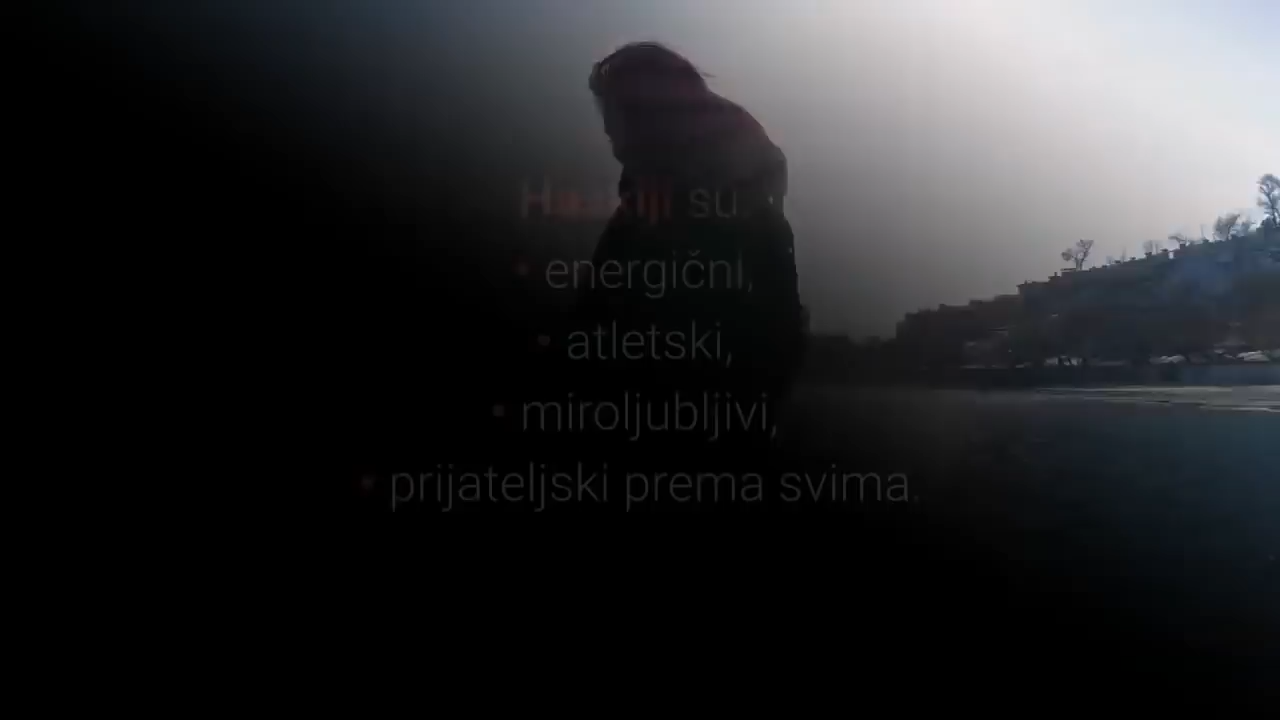 su
• energični,
• atletski,
• miroljubljivi,
• prijateljski prema svima.